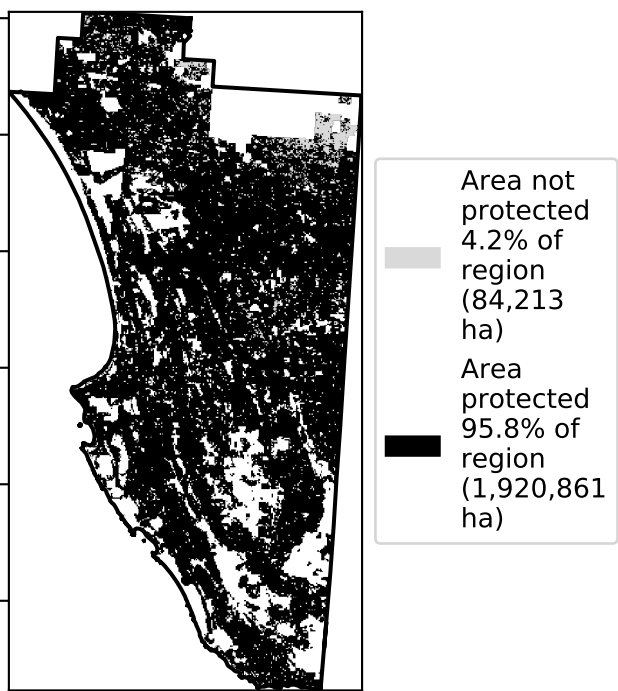 Area not
protected
4.2% of
region
(84,213
ha)
Area
protected
95.8% of
region
(1,920,861
ha)